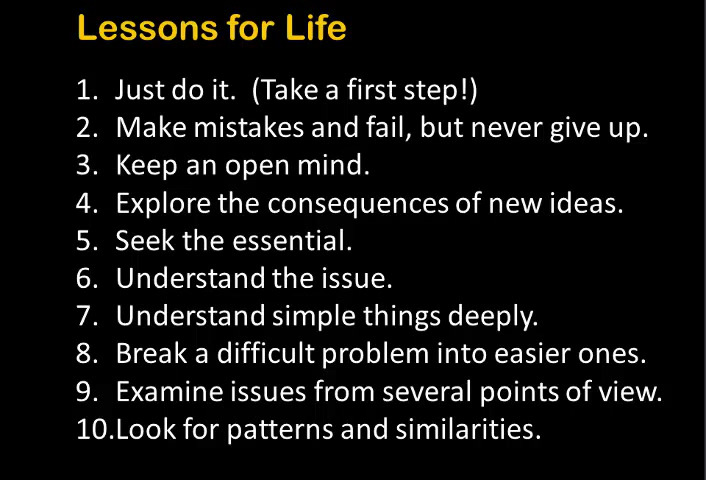 Lessons for Life
1. Just do it. (Take a first step!)
2. Make mistakes and fail, but never give up.
3. Keep an open mind.
4. Explore the consequences of new ideas.
5. Seek the essential.
6. Understand the issue.
7. Understand simple things deeply.
8. Break a difficult problem into easier ones.
9. Examine issues from several points of view.
10.Look for patterns and similarities.